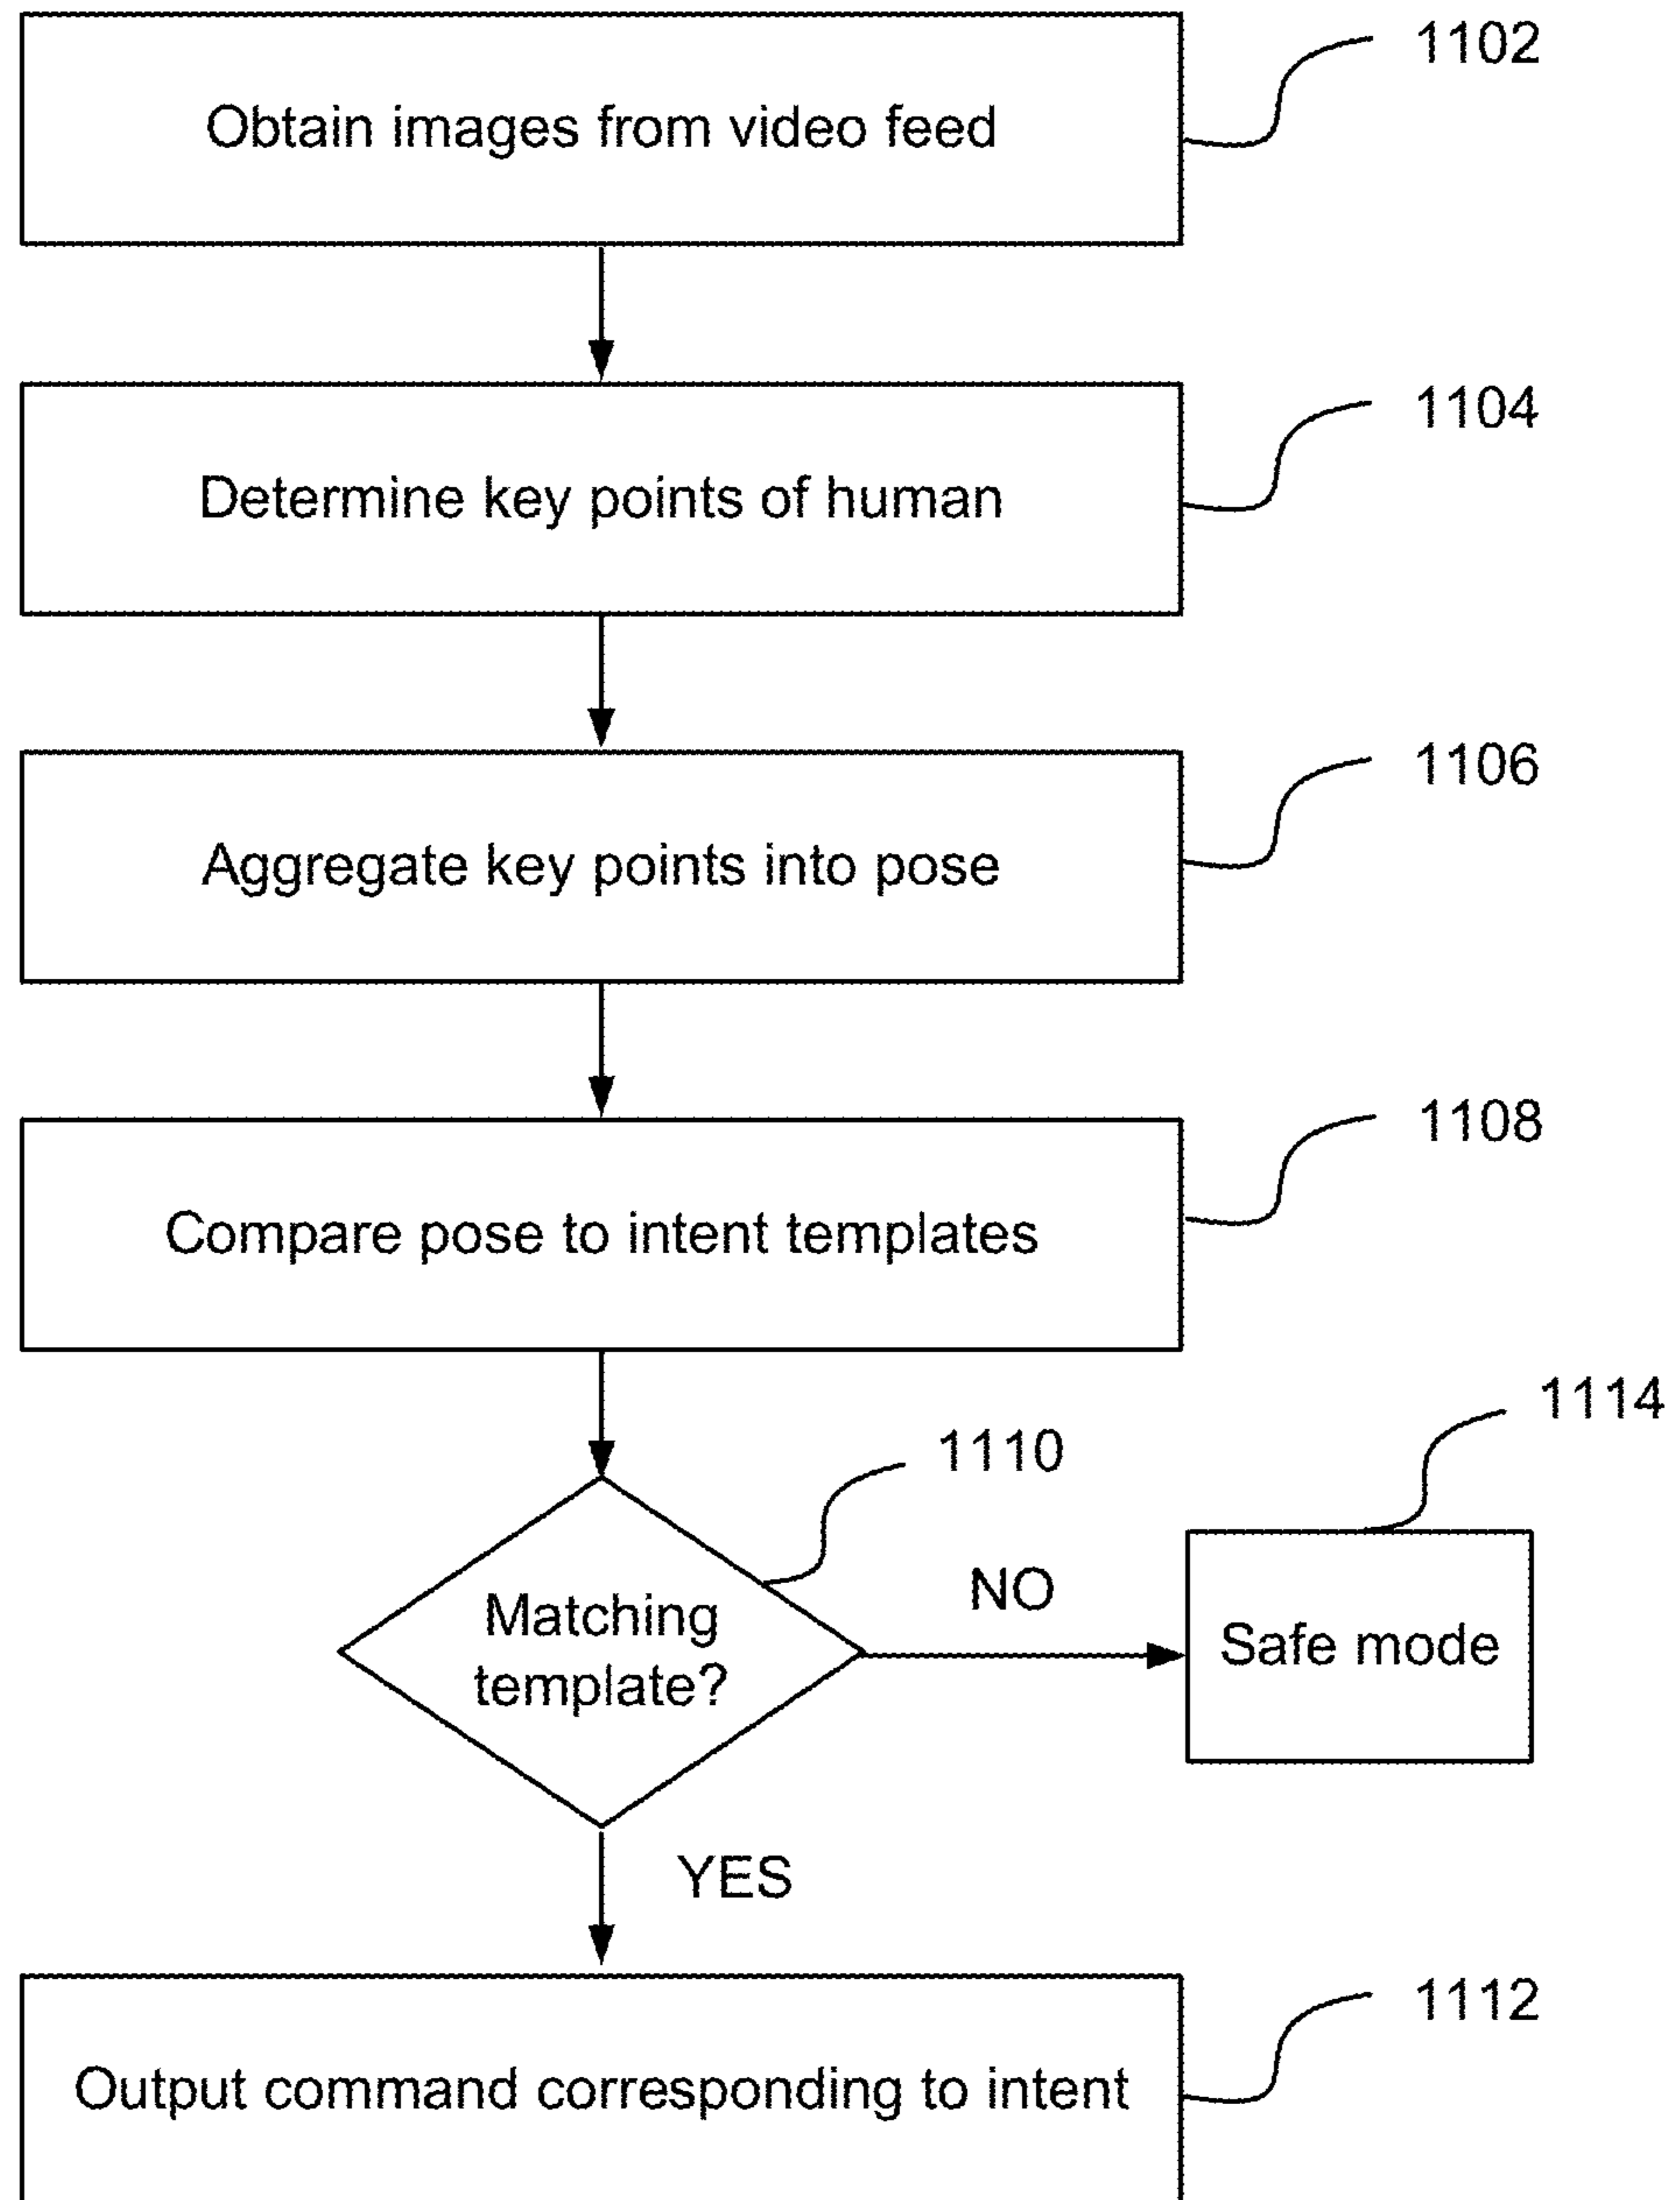 Obtain images from video feed
1102
Determine key points of human
1104
Aggregate key points into pose
1106
Compare pose to intent templates
1108
Matching
template?
1110
NO
Safe mode
1114
YES
Output command corresponding to intent
1112